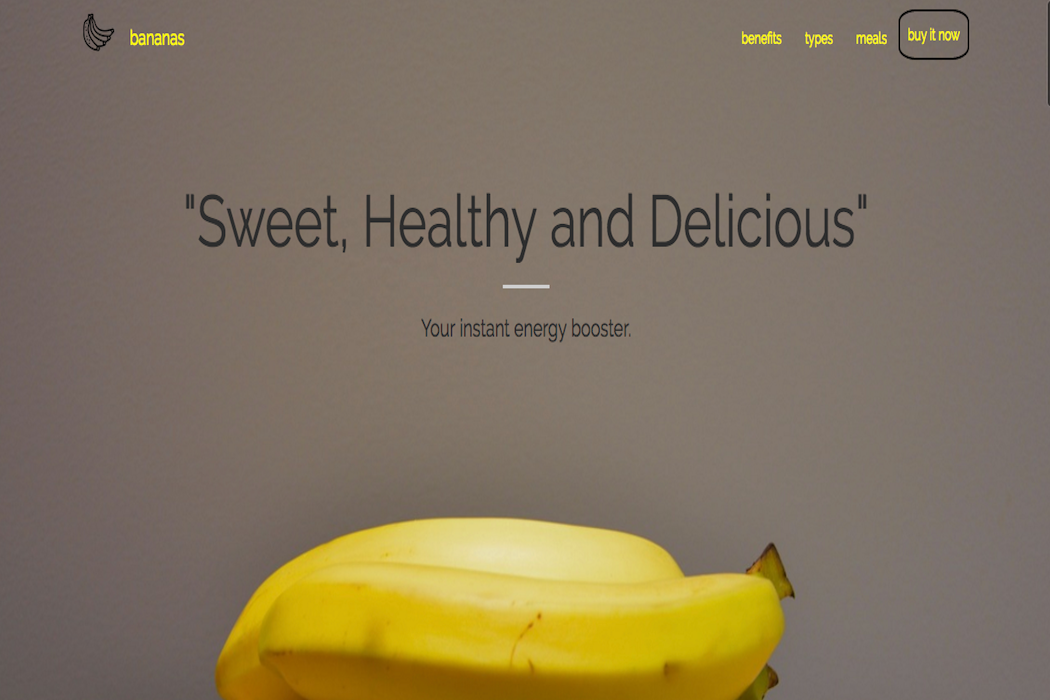 bananas
benefits types meals buy it now
"Sweet, Healthy and Delicious"
Your instant energy booster.